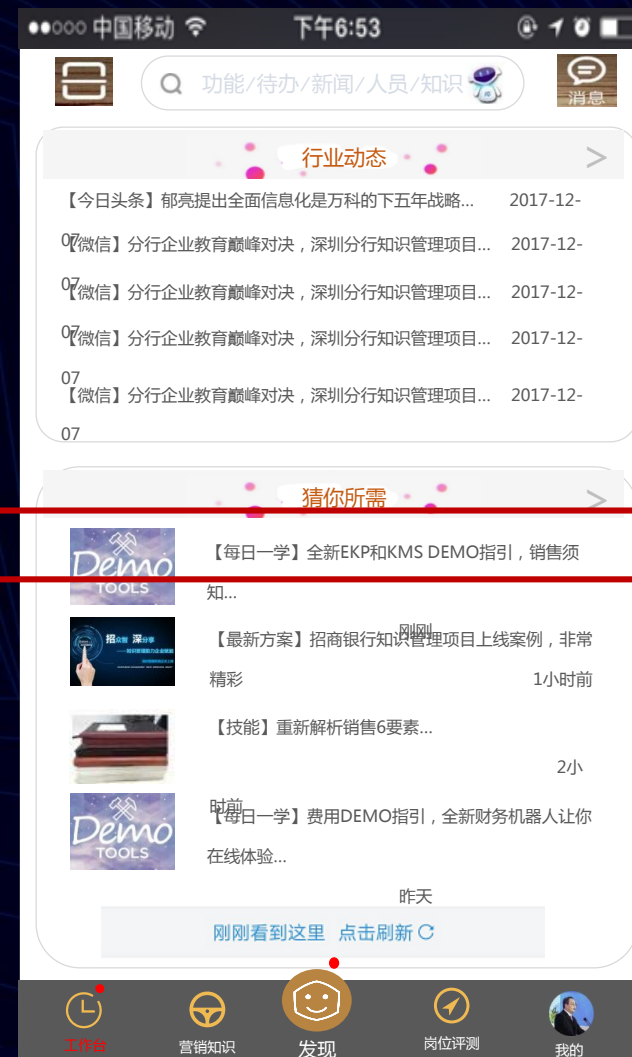 中国移动 下午6:53
功能/待办/新闻/人员/知识
消息
行业动态 >
【今日头条】郁亮提出全面信息化是万科的下五年战略... 2017-12-
07
【微信】分行企业教育巅峰对决，深圳分行知识管理项目... 2017-12-
07
【微信】分行企业教育巅峰对决，深圳分行知识管理项目... 2017-12-
07
【微信】分行企业教育巅峰对决，深圳分行知识管理项目... 2017-12-
07
【微信】分行企业教育巅峰对决，深圳分行知识管理项目... 2017-12-
07
猜你所需 >
Demo
TOOLS
【每日一学】全新EKP和KMS DEMO指引，销售须
知...
刚刚
招众智 深分享
【最新方案】招商银行知识管理项目上线案例，非常
精彩 1小时前
【技能】重新解析销售6要素...
2小
时前
Demo
TOOLS
【每日一学】费用DEMO指引，全新财务机器人让你
在线体验...
昨天
刚刚看到这里 点击刷新
工作台 营销知识 发现 岗位评测 我的